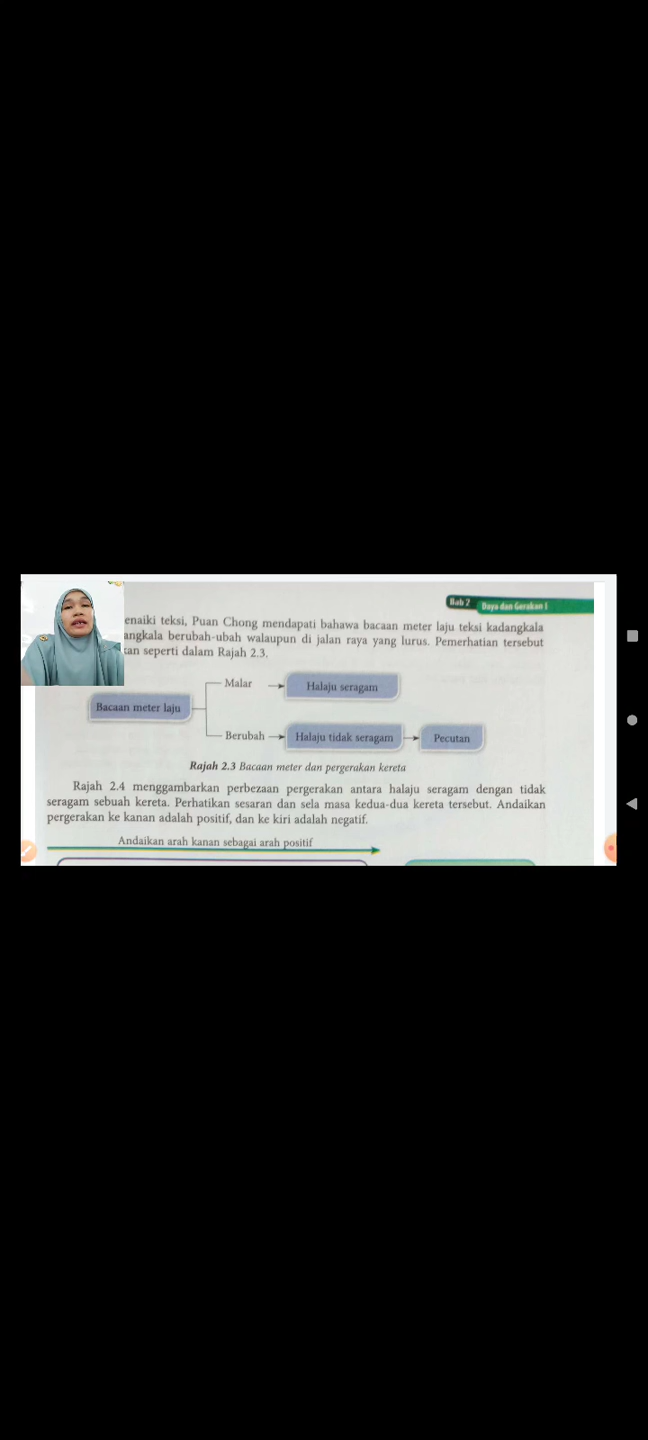 Bab 2 Daya dan Gerakan I
enaiki teksi, Puan Chong mendapati bahawa bacaan meter laju teksi kadangkala
angkala berubah-ubah walaupun di jalan raya yang lurus. Pemerhatian tersebut
kan seperti dalam Rajah 2.3.
Malar
Halaju seragam
Bacaan meter laju
Berubah
Halaju tidak seragam
Pecutan
Rajah 2.3 Bacaan meter dan pergerakan kereta
Rajah 2.4 menggambarkan perbezaan pergerakan antara halaju seragam dengan tidak
seragam sebuah kereta. Perhatikan sesaran dan sela masa kedua-dua kereta tersebut. Andaikan
pergerakan ke kanan adalah positif, dan ke kiri adalah negatif.
Andaikan arah kanan sebagai arah positif